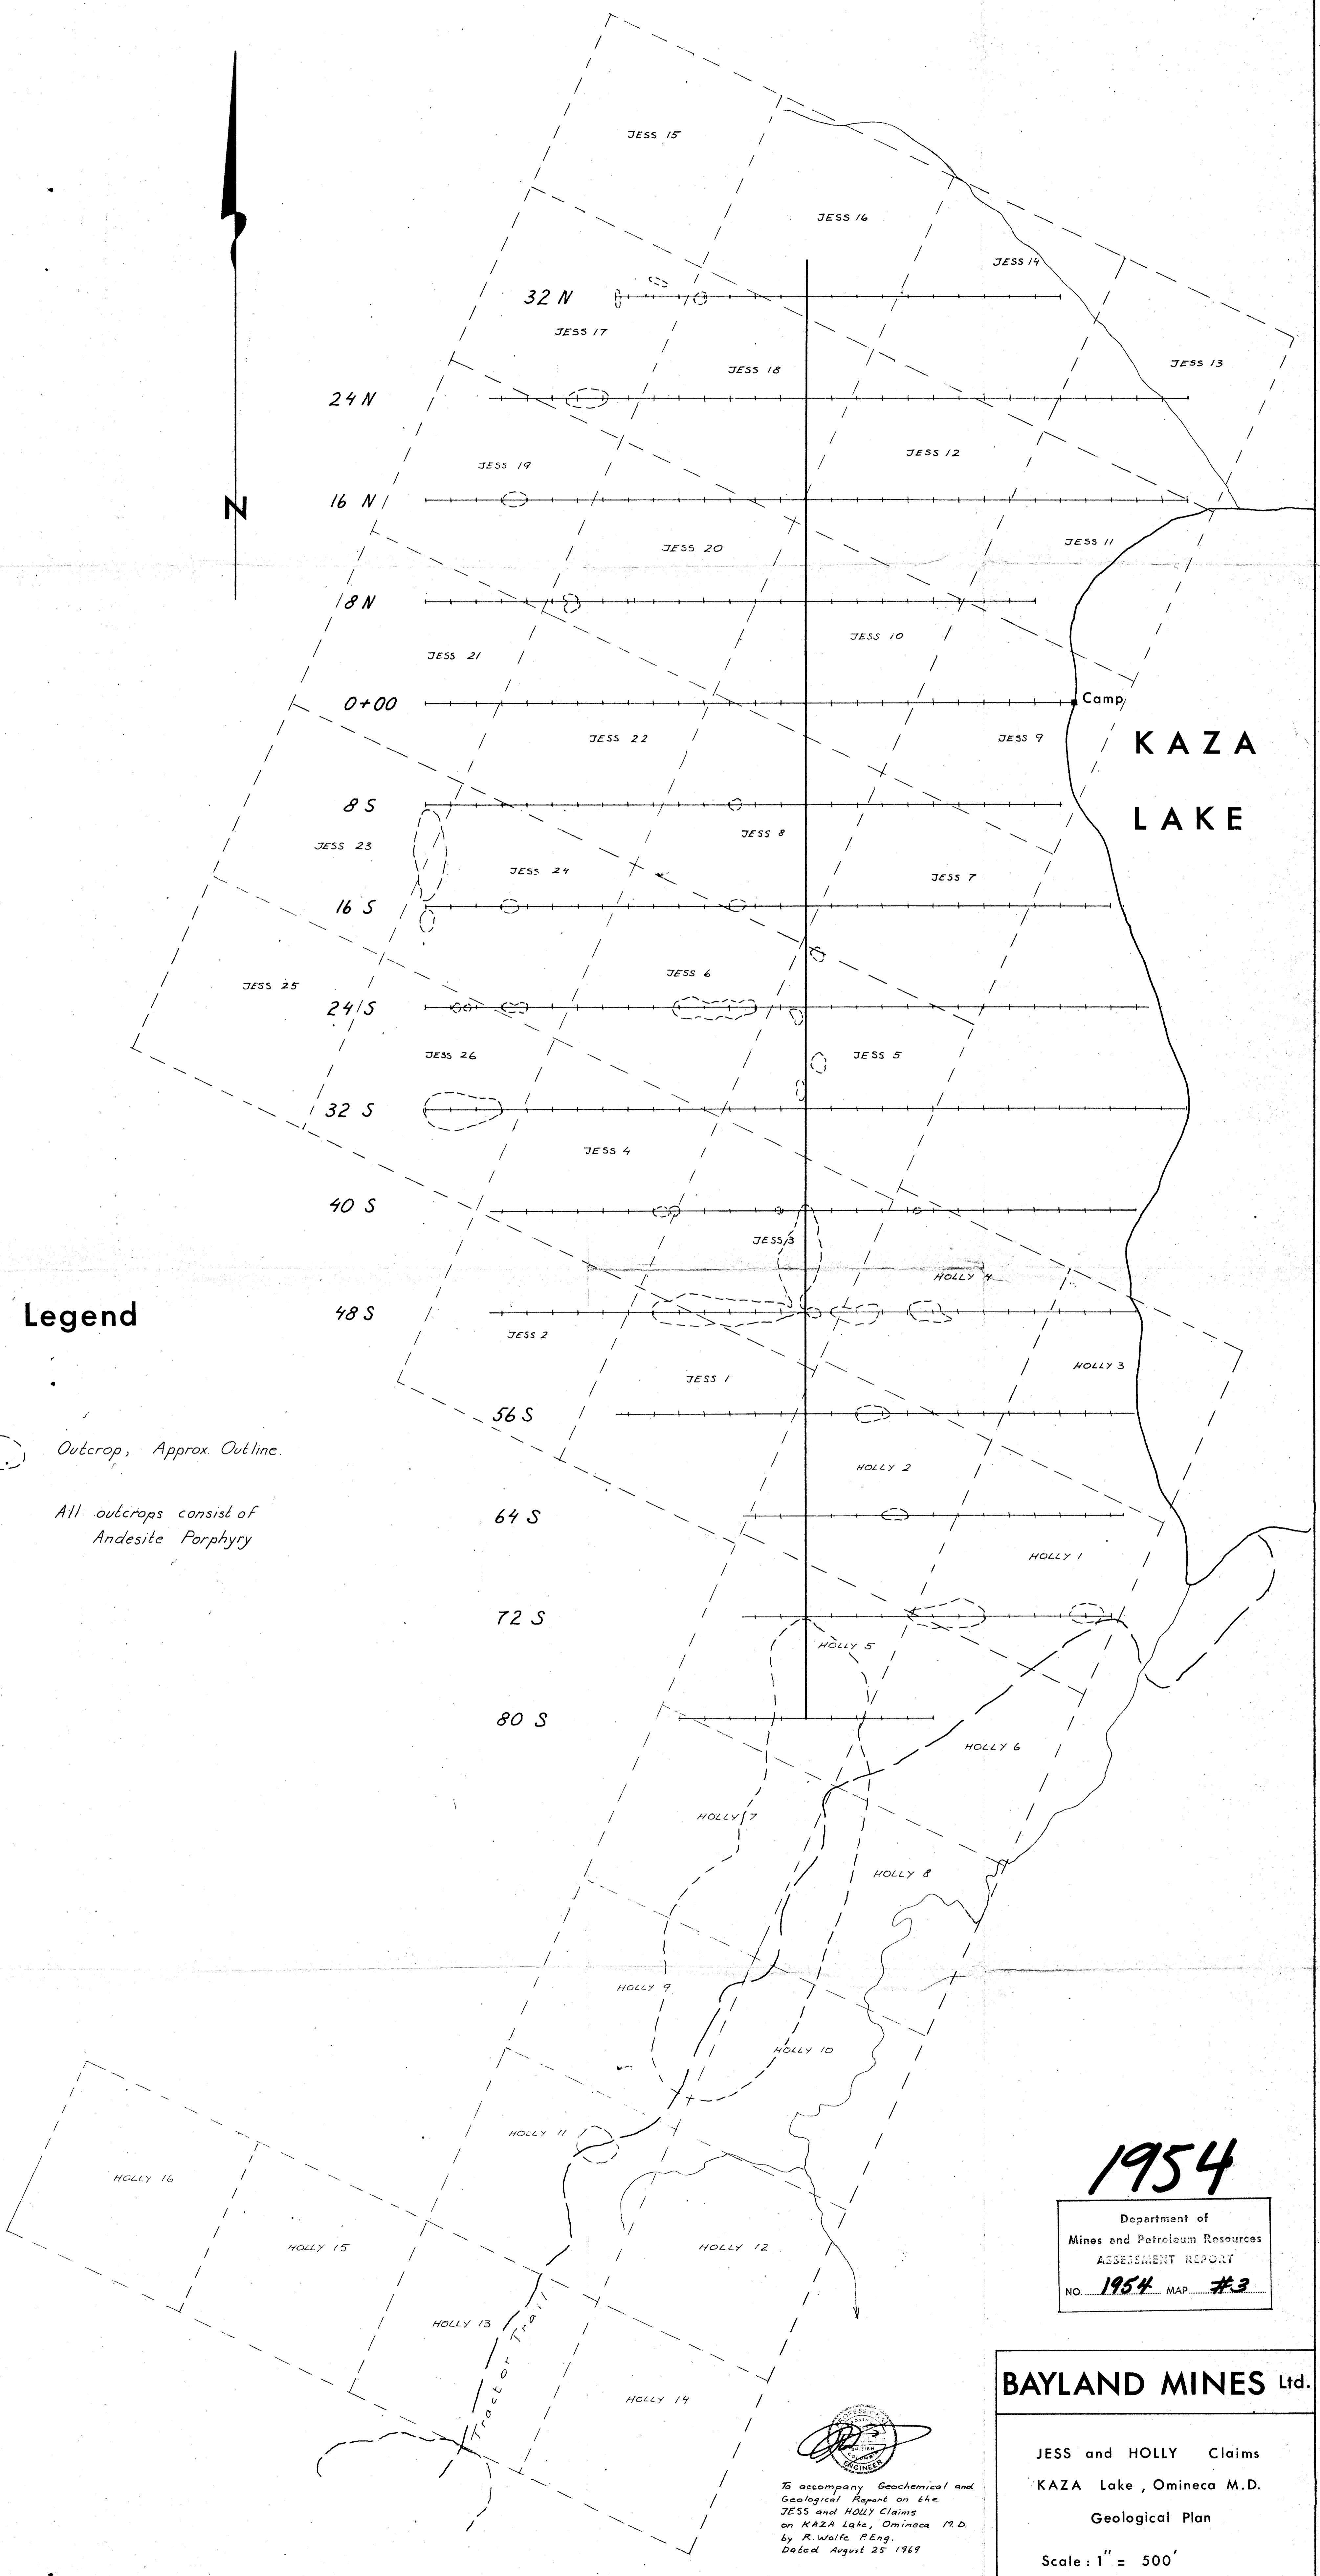 JESS 15
JESS 16
JESS 14
32 N
JESS 17
JESS 13
JESS 18
24 N
JESS 12
JESS 19
16 N
N
JESS 11
JESS 20
8 N
JESS 10
JESS 21
0+00
Camp
JESS 22
JESS 9
KAZA
LAKE
8 S
JESS 8
JESS 23
JESS 24
JESS 7
16 S
JESS 6
JESS 25
24 S
JESS 26
JESS 5
32 S
JESS 4
40 S
JESS 3
HOLLY 4
Legend
48 S
JESS 2
HOLLY 3
JESS 1
56 S
Outcrop, Approx. Outline.
HOLLY 2
All outcrops consist of
Andesite Porphyry
64 S
HOLLY 1
72 S
HOLLY 5
80 S
HOLLY 6
HOLLY 7
HOLLY 8
HOLLY 9
HOLLY 10
HOLLY 11
HOLLY 16
HOLLY 15
HOLLY 12
HOLLY 13
Tractor Trail
HOLLY 14
1954
Department of
Mines and Petroleum Resources
ASSESSMENT REPORT
NO. 1954 MAP #3
BAYLAND MINES Ltd.
JESS and HOLLY Claims
KAZA Lake, Omineca M.D.
Geological Plan
Scale: 1" = 500'
ENGINEER
To accompany Geochemical and
Geological Report on the
JESS and HOLLY Claims
on KAZA Lake, Omineca M.D.
by R. Wolfe P.Eng.
Dated August 25 1969